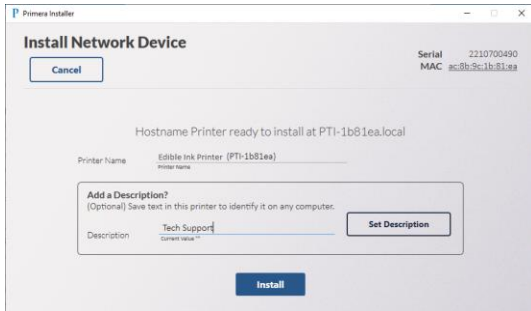 Primera Installer
Install Network Device
Cancel
Serial 2210700490
MAC ac:8b:9c:1b:81:ea
Hostname Printer ready to install at PTI-1b81ea.local
Printer Name Edible Ink Printer (PTI-1b81ea)
Printer Name
Add a Description?
(Optional) Save text in this printer to identify it on any computer.
Description Tech Support
Current Value ""
Set Description
Install